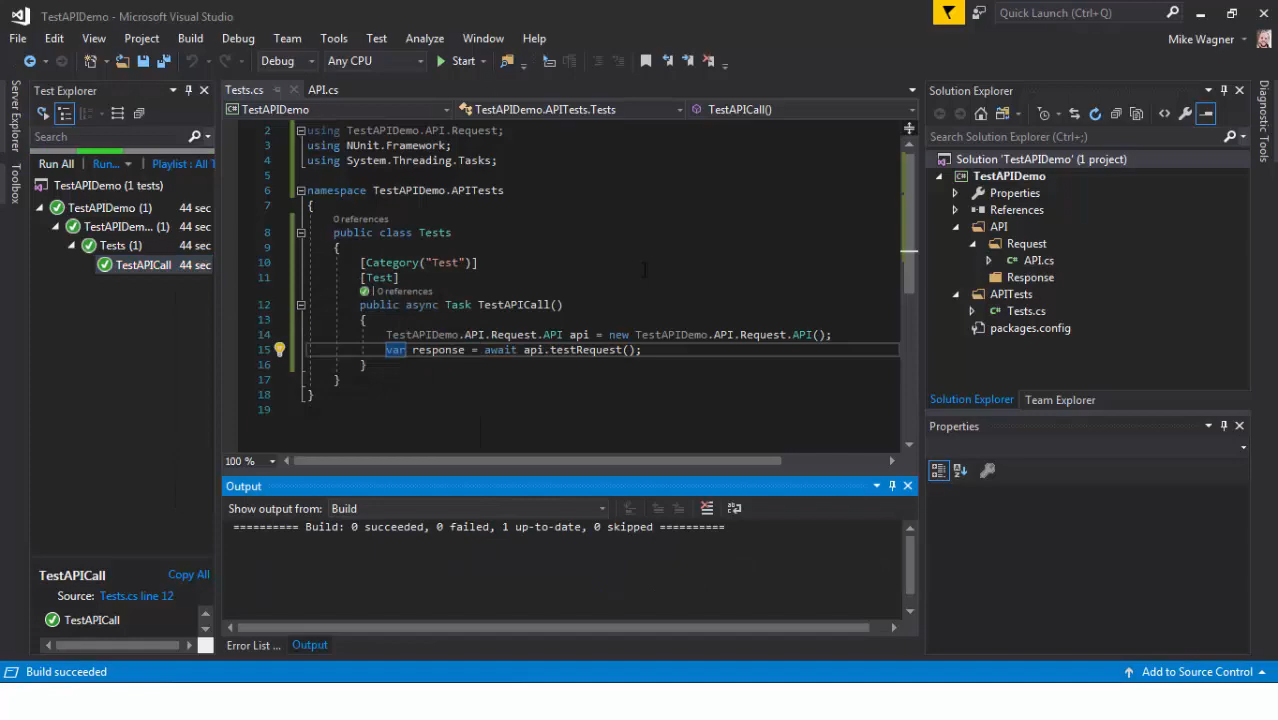 TestAPIDemo - Microsoft Visual Studio
Quick Launch (Ctrl+Q)
File Edit View Project Build Debug Team Tools Test Analyze Window Help
Mike Wagner
Debug Any CPU Start
Server Explorer
Toolbox
Test Explorer
Search
Run All Run... Playlist : All T
TestAPIDemo (1 tests)
TestAPIDemo (1) 44 sec
TestAPIDem... (1) 44 sec
Tests (1) 44 sec
TestAPICall 44 sec
TestAPICall Copy All
Source: Tests.cs line 12
TestAPICall
Tests.cs API.cs
TestAPIDemo TestAPIDemo.APITests.Tests TestAPICall()
2 using TestAPIDemo.API.Request;
3 using NUnit.Framework;
4 using System.Threading.Tasks;
5
6 namespace TestAPIDemo.APITests
7 {
0 references
8 public class Tests
9 {
10 [Category("Test")]
11 [Test]
0 references
12 public async Task TestAPICall()
13 {
14 TestAPIDemo.API.Request.API api = new TestAPIDemo.API.Request.API();
15 var response = await api.testRequest();
16 }
17 }
18 }
19
100 %
Output
Show output from: Build
========== Build: 0 succeeded, 0 failed, 1 up-to-date, 0 skipped ==========
Error List ... Output
Solution Explorer
Search Solution Explorer (Ctrl+;)
Solution 'TestAPIDemo' (1 project)
TestAPIDemo
Properties
References
API
Request
API.cs
Response
APITests
Tests.cs
packages.config
Solution Explorer Team Explorer
Properties
Diagnostic Tools
Build succeeded
Add to Source Control